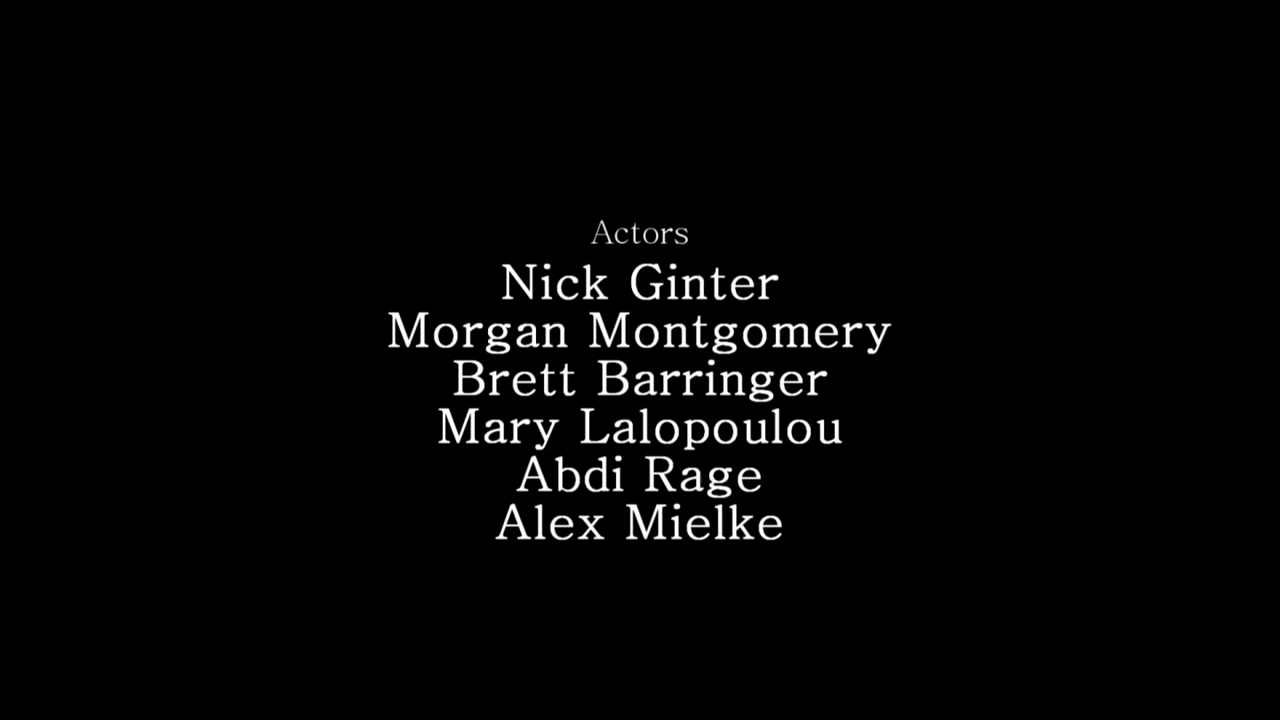 Actors
Nick Ginter
Morgan Montgomery
Brett Barringer
Mary Lalopoulou
Abdi Rage
Alex Mielke